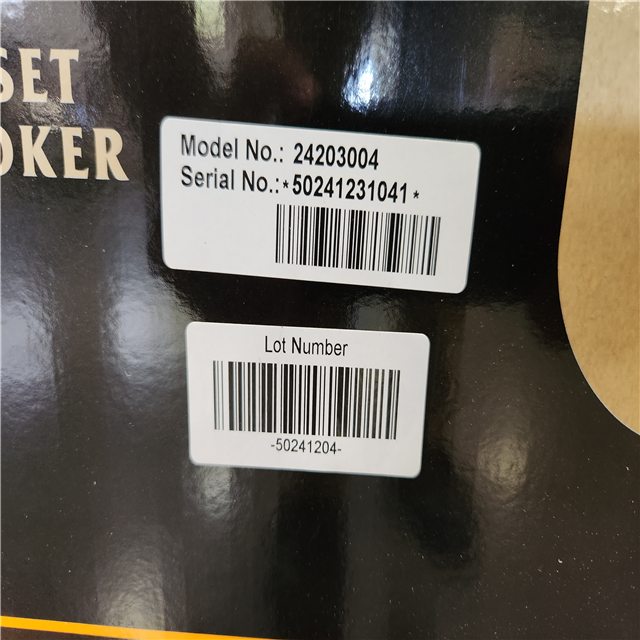 SET
OKER
Model No.: 24203004
Serial No.:*50241231041*
Lot Number
-50241204-